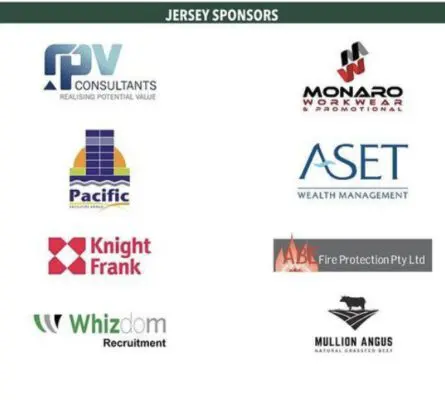 JERSEY SPONSORS
rpv
CONSULTANTS
REALISING POTENTIAL VALUE
MONARO
WORKWEAR
& PROMOTIONAL
Pacific
ASET
WEALTH MANAGEMENT
Knight
Frank
ABL Fire Protection Pty Ltd
Whizdom
Recruitment
MULLION ANGUS
NATURAL GRASSFED BEEF